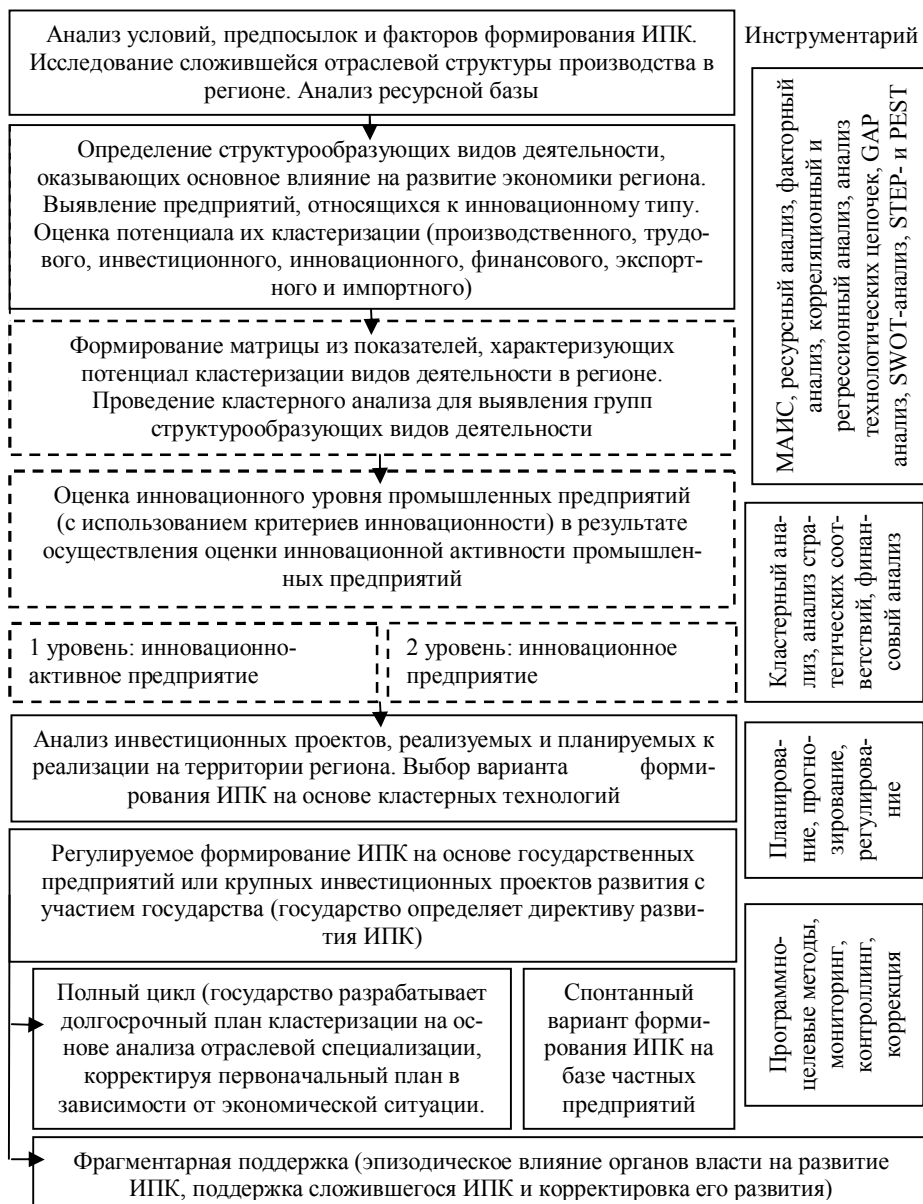 Анализ условий, предпосылок и факторов формирования ИПК.
Исследование сложившейся отраслевой структуры производства в
регионе. Анализ ресурсной базы
Инструментарий
Определение структурообразующих видов деятельности,
оказывающих основное влияние на развитие экономики региона.
Выявление предприятий, относящихся к инновационному типу.
Оценка потенциала их кластеризации (производственного, трудо-
вого, инвестиционного, инновационного, финансового, экспорт-
ного и импортного)
Формирование матрицы из показателей, характеризующих
потенциал кластеризации видов деятельности в регионе.
Проведение кластерного анализа для выявления групп
структурообразующих видов деятельности
МАИС, ресурсный анализ, факторный
анализ, корреляционный и
регрессионный анализ, анализ
технологических цепочек, GAP
анализ, SWOT-анализ, STEP- и PEST
Оценка инновационного уровня промышленных предприятий
(с использованием критериев инновационности) в результате
осуществления оценки инновационной активности промышлен-
ных предприятий
1 уровень: инновационно-
активное предприятие
2 уровень: инновационное
предприятие
Кластерный ана-
лиз, анализ стра-
тегических соот-
ветствий, финан-
совый анализ
Анализ инвестиционных проектов, реализуемых и планируемых к
реализации на территории региона. Выбор варианта форми-
рования ИПК на основе кластерных технологий
Планирова-
ние, прогно-
зирование,
регулирова-
ние
Регулируемое формирование ИПК на основе государственных
предприятий или крупных инвестиционных проектов развития с
участием государства (государство определяет директиву разви-
тия ИПК)
Полный цикл (государство разрабатывает
долгосрочный план кластеризации на ос-
нове анализа отраслевой специализации,
корректируя первоначальный план в
зависимости от экономической ситуации.
Спонтанный
вариант форми-
рования ИПК на
базе частных
предприятий
Программно-
целевые методы,
мониторинг,
контроллинг,
коррекция
Фрагментарная поддержка (эпизодическое влияние органов власти на развитие
ИПК, поддержка сложившегося ИПК и корректировка его развития)